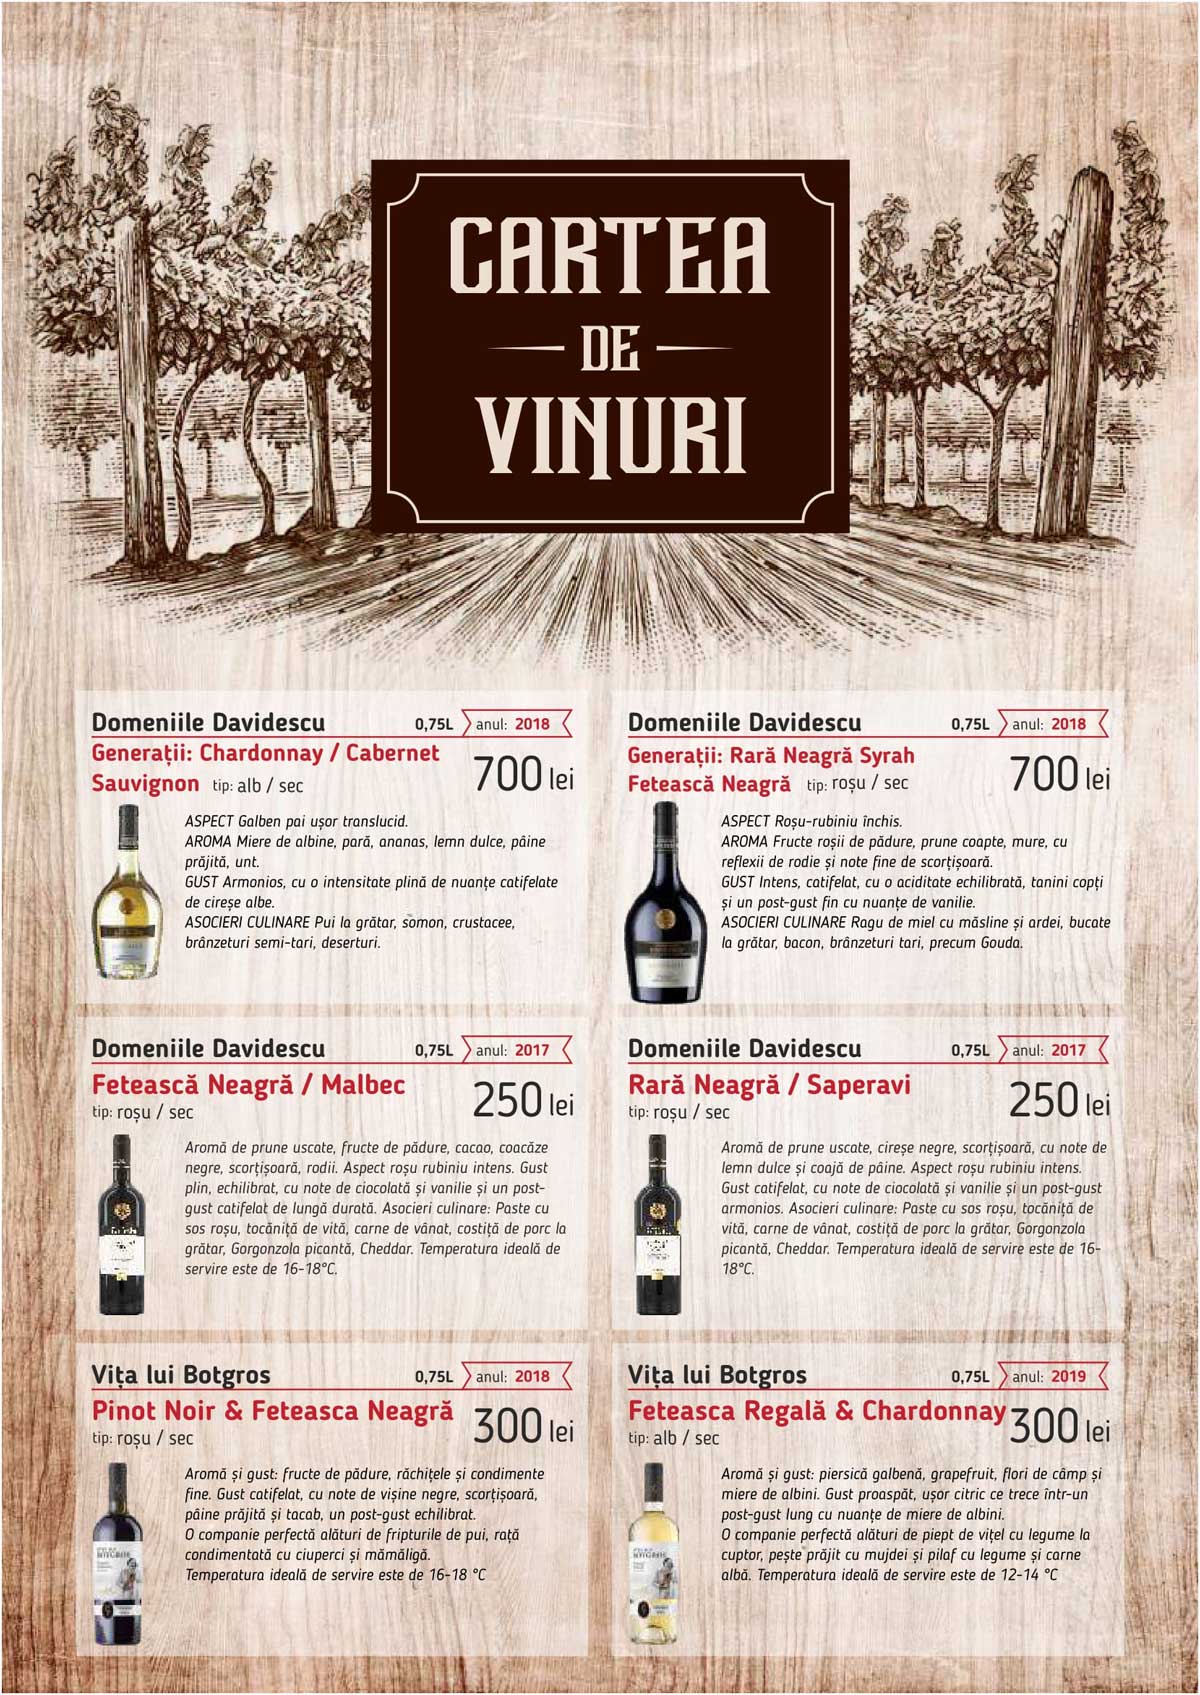 CARTEA
DE
VINURI
Domeniile Davidescu 0,75L anul: 2018
Generații: Chardonnay / Cabernet
Sauvignon tip: alb / sec 700 lei
ASPECT Galben pai ușor translucid.
AROMA Miere de albine, pară, ananas, lemn dulce, pâine
prăjită, unt.
GUST Armonios, cu o intensitate plină de nuanțe catifelate
de cireșe albe.
ASOCIERI CULINARE Pui la grătar, somon, crustacee,
brânzeturi semi-tari, deserturi.
Domeniile Davidescu 0,75L anul: 2018
Generații: Rară Neagră Syrah
Fetească Neagră tip: roșu / sec 700 lei
ASPECT Roșu-rubiniu închis.
AROMA Fructe roșii de pădure, prune coapte, mure, cu
reflexii de rodie și note fine de scorțișoară.
GUST Intens, catifelat, cu o aciditate echilibrată, tanini copți
și un post-gust fin cu nuanțe de vanilie.
ASOCIERI CULINARE Ragu de miel cu măsline și ardei, bucate
la grătar, bacon, brânzeturi tari, precum Gouda.
Domeniile Davidescu 0,75L anul: 2017
Fetească Neagră / Malbec
tip: roșu / sec 250 lei
Aromă de prune uscate, fructe de pădure, cacao, coacăze
negre, scorțișoară, rodii. Aspect roșu rubiniu intens. Gust
plin, echilibrat, cu note de ciocolată și vanilie și un post-
gust catifelat de lungă durată. Asocieri culinare: Paste cu
sos roșu, tocăniță de vită, carne de vânat, costiță de porc la
grătar, Gorgonzola picantă, Cheddar. Temperatura ideală de
servire este de 16-18°C.
Domeniile Davidescu 0,75L anul: 2017
Rară Neagră / Saperavi
tip: roșu / sec 250 lei
Aromă de prune uscate, cireșe negre, scorțișoară, cu note de
lemn dulce și coajă de pâine. Aspect roșu rubiniu intens.
Gust catifelat, cu note de ciocolată și vanilie și un post-gust
armonios. Asocieri culinare: Paste cu sos roșu, tocăniță de
vită, carne de vânat, costiță de porc la grătar, Gorgonzola
picantă, Cheddar. Temperatura ideală de servire este de 16-
18°C.
Vița lui Botgros 0,75L anul: 2018
Pinot Noir & Feteasca Neagră
tip: roșu / sec 300 lei
Aromă și gust: fructe de pădure, răchițele și condimente
fine. Gust catifelat, cu note de vișine negre, scorțișoară,
pâine prăjită și tacab, un post-gust echilibrat.
O companie perfectă alături de fripturile de pui, rață
condimentată cu ciuperci și mămăligă.
Temperatura ideală de servire este de 16-18 °C
Vița lui Botgros 0,75L anul: 2019
Feteasca Regală & Chardonnay
tip: alb / sec 300 lei
Aromă și gust: piersică galbenă, grapefruit, flori de câmp și
miere de albini. Gust proaspăt, ușor citric ce trece într-un
post-gust lung cu nuanțe de miere de albini.
O companie perfectă alături de piept de vițel cu legume la
cuptor, pește prăjit cu mujdei și pilaf cu legume și carne
albă. Temperatura ideală de servire este de 12-14 °C